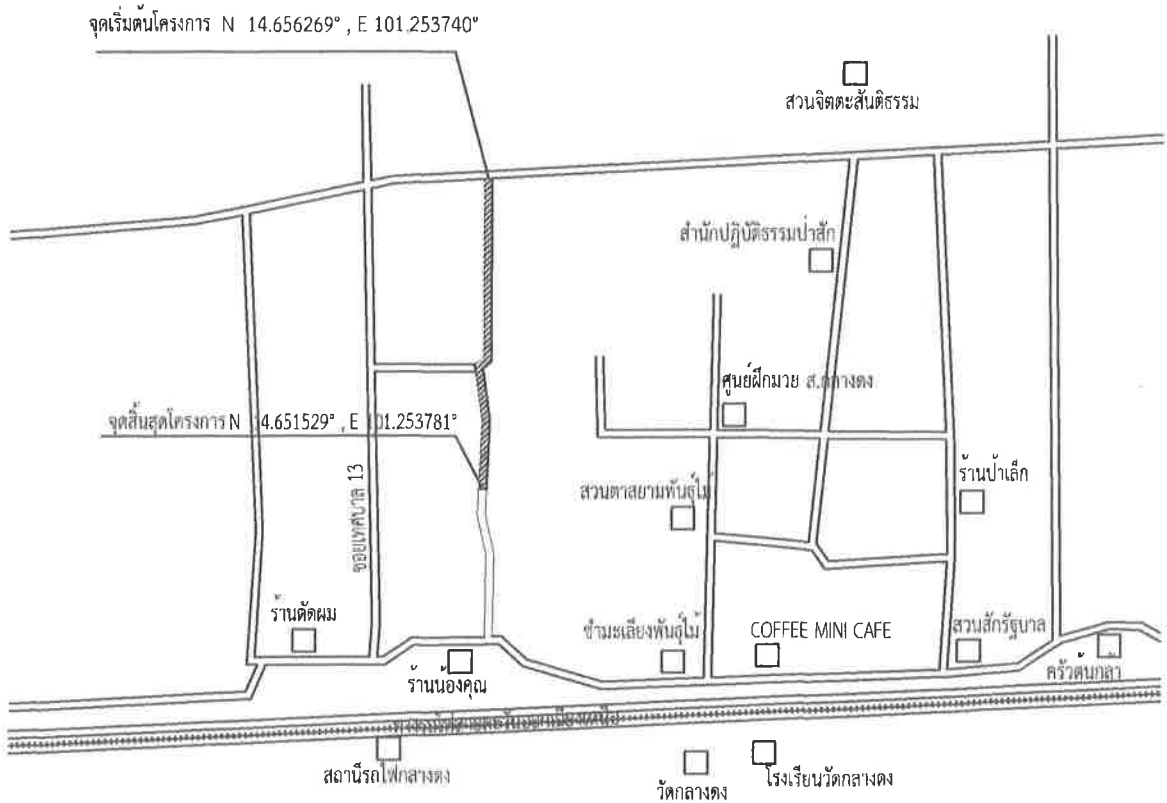 จุดเริ่มต้นโครงการ N 14.656269° , E 101.253740°
สวนจิตตะสันติธรรม
สำนักปฏิบัติธรรมป่าสัก
ศูนย์ฝึกมวย ส.กลางดง
จุดสิ้นสุดโครงการ N 14.651529° , E 101.253781°
ร้านป้าเล็ก
สวนตาสยามพันธุ์ไม้
ซอยเทศบาล 13
ร้านตัดผม
ชำมะเลียงพันธุ์ไม้
COFFEE MINI CAFE
สวนสักรัฐบาล
ครัวต้นกล้า
ร้านน้องคุณ
สถานีรถไฟกลางดง
วัดกลางดง
โรงเรียนวัดกลางดง